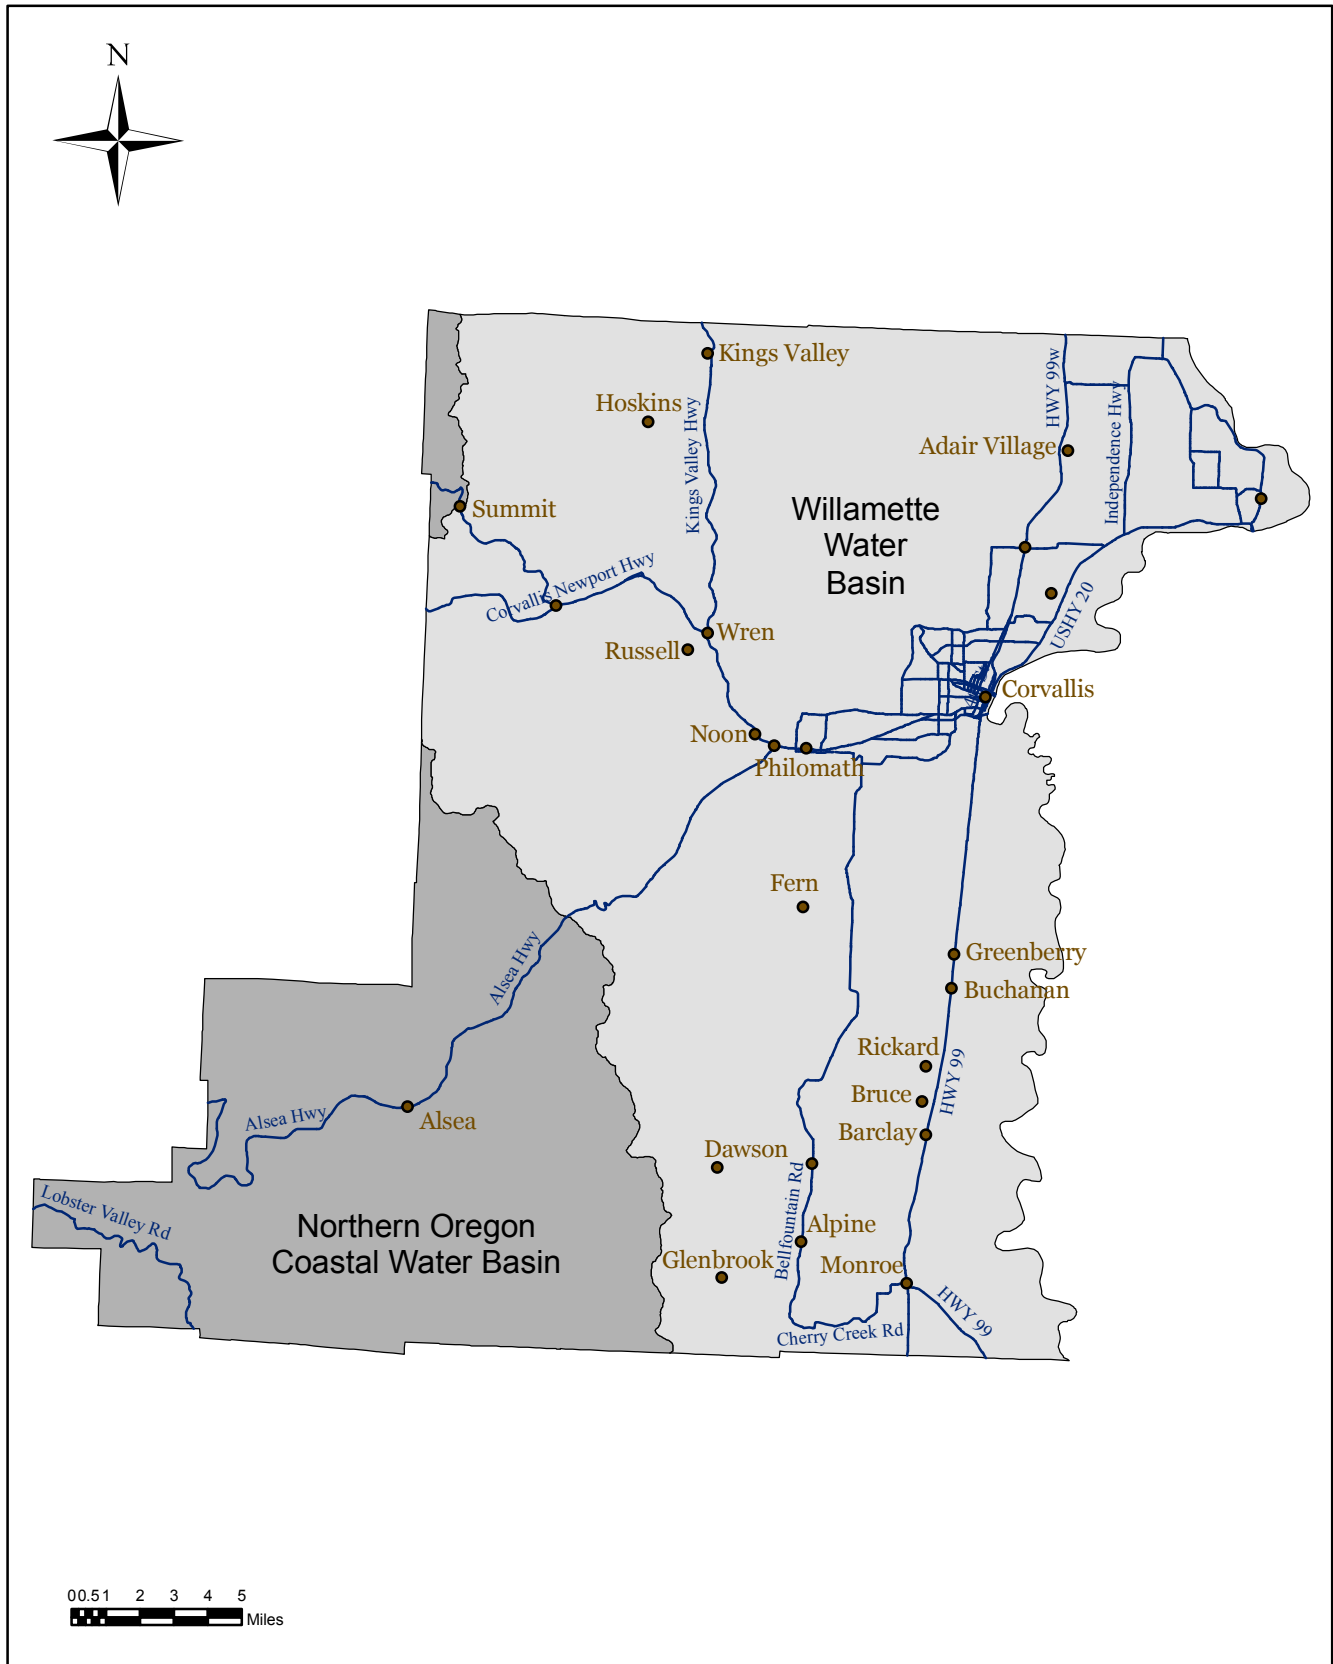 N
Kings Valley
HWY 99w
Hoskins
Kings Valley Hwy
Independence Hwy
Adair Village
Summit
Willamette
Water
Basin
Corvallis Newport Hwy
USHY 20
Wren
Russell
Corvallis
Noon
Philomath
Fern
Alsea Hwy
Greenberry
Buchanan
Rickard
HWY 99
Bruce
Alsea Hwy
Alsea
Barclay
Dawson
Bellfountain Rd
Lobster Valley Rd
Northern Oregon
Coastal Water Basin
Alpine
Glenbrook
Monroe
HWY 99
Cherry Creek Rd
0 0.5 1 2 3 4 5
Miles